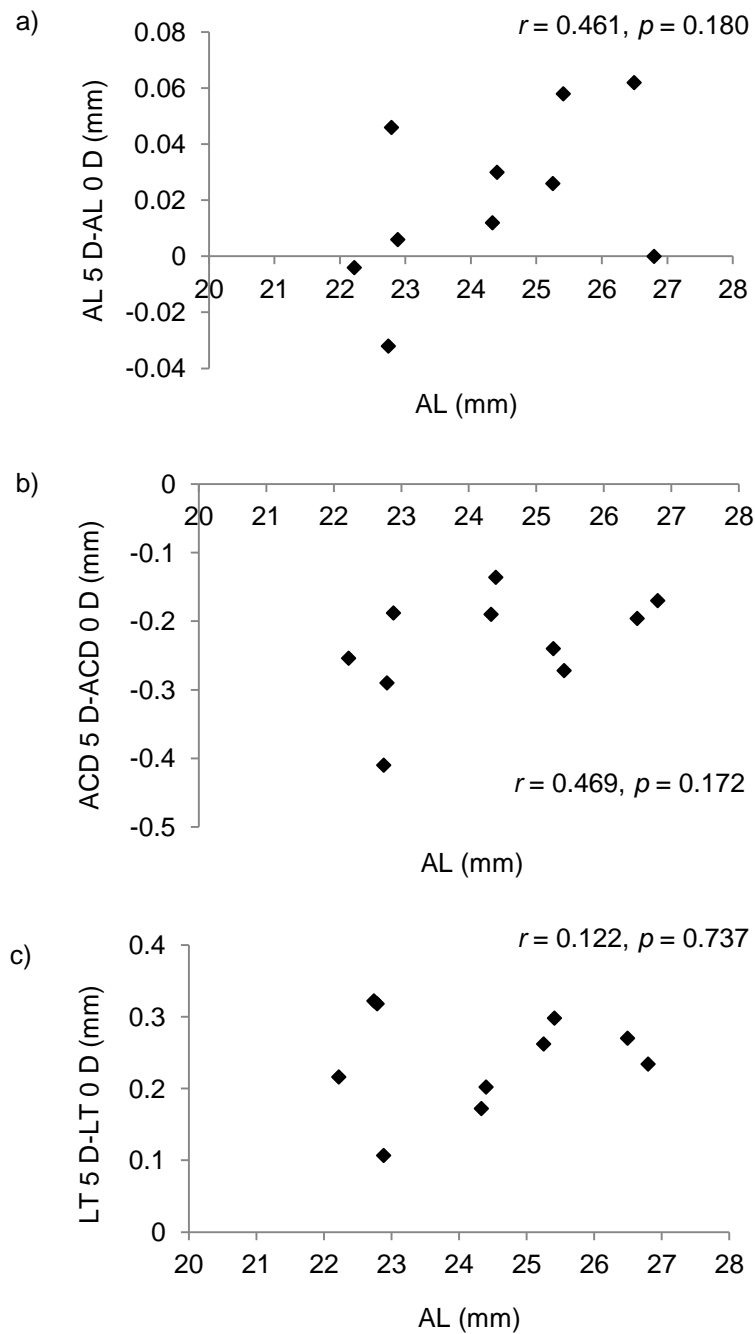 a)
r = 0.461, p = 0.180
AL 5 D-AL 0 D (mm)
0.08
0.06
0.04
0.02
0
-0.02
-0.04
20 21 22 23 24 25 26 27 28
AL (mm)
b)
ACD 5 D-ACD 0 D (mm)
0
-0.1
-0.2
-0.3
-0.4
-0.5
20 21 22 23 24 25 26 27 28
r = 0.469, p = 0.172
AL (mm)
c)
r = 0.122, p = 0.737
LT 5 D-LT 0 D (mm)
0.4
0.3
0.2
0.1
0
20 21 22 23 24 25 26 27 28
AL (mm)